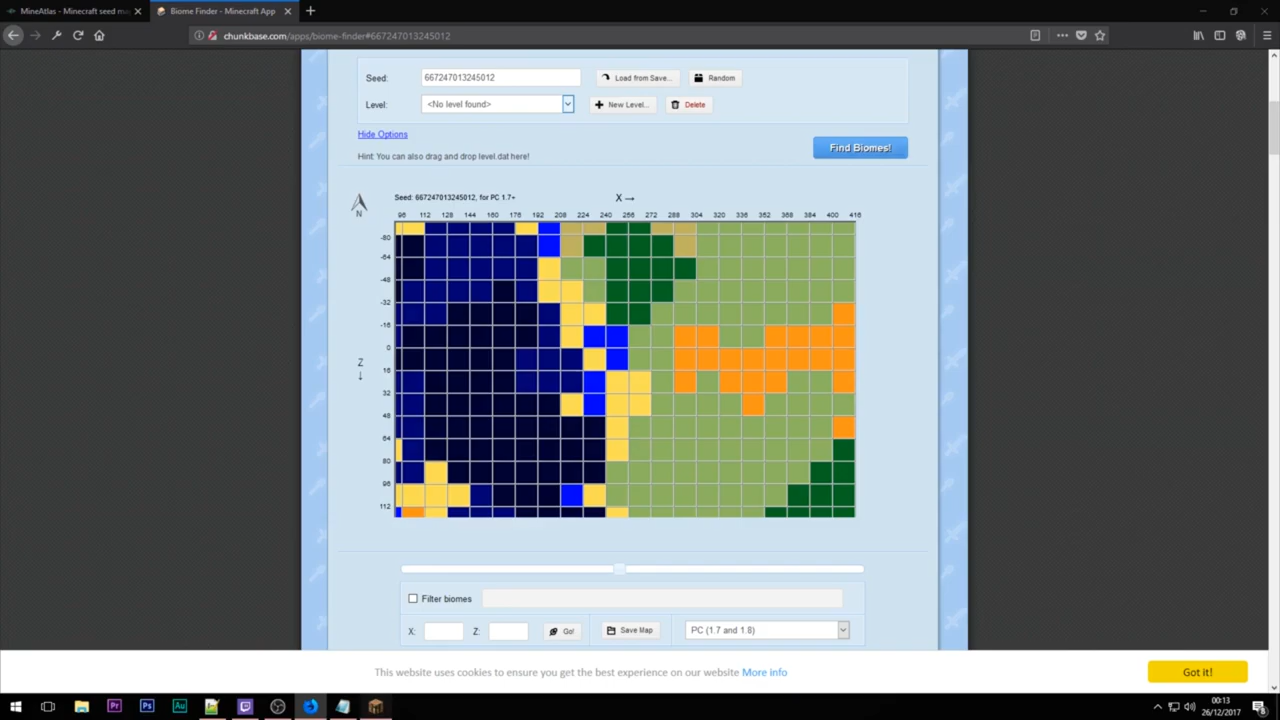 MineAtlas - Minecraft seed ma
Biome Finder - Minecraft App
chunkbase.com/apps/biome-finder#667247013245012
Seed: 667247013245012 Load from Save... Random
Level: <No level found> New Level... Delete
Hide Options
Find Biomes!
Hint: You can also drag and drop level.dat here!
N
Seed: 667247013245012, for PC 1.7+
X →
96 112 128 144 160 176 192 208 224 240 256 272 288 304 320 336 352 368 384 400 416
-80
-64
-48
-32
-16
0
Z
↓
16
32
48
64
80
96
112
Filter biomes
X: Z: Go! Save Map PC (1.7 and 1.8)
This website uses cookies to ensure you get the best experience on our website More info Got it!
Pr Ps Au
00:13
26/12/2017
8